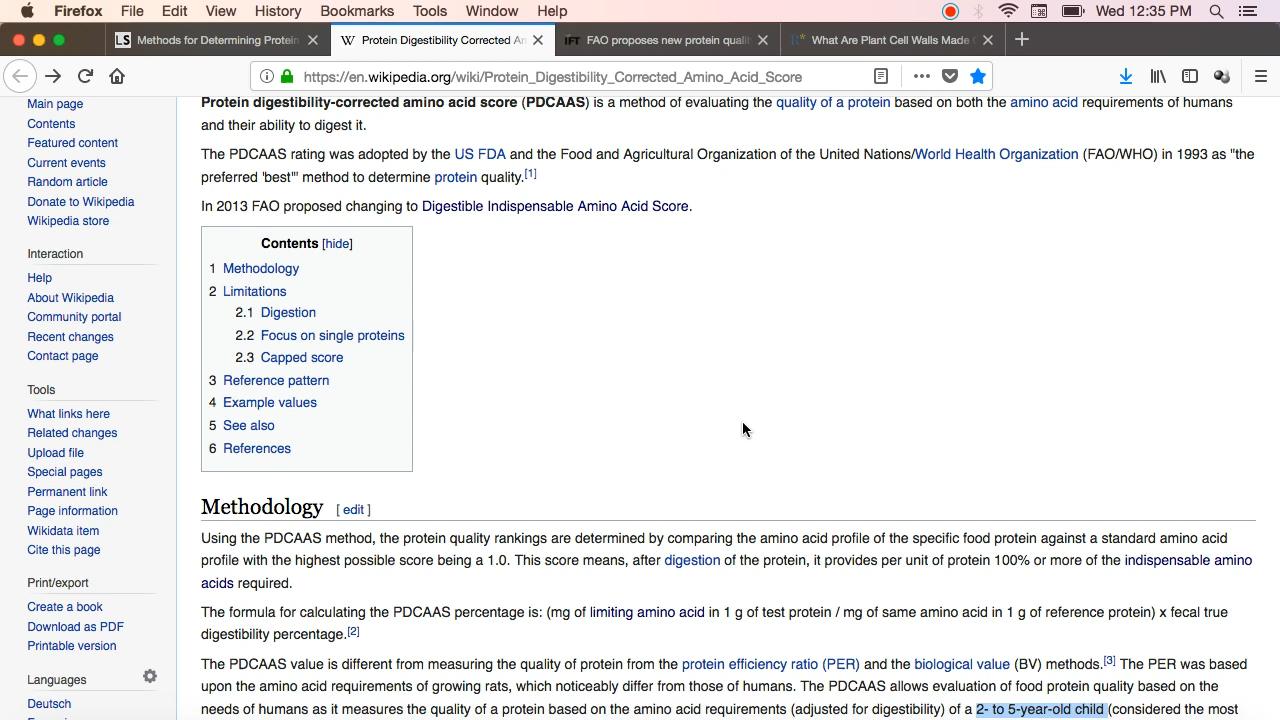 Firefox File Edit View History Bookmarks Tools Window Help Wed 12:35 PM
LS Methods for Determining Protein W Protein Digestibility Corrected Am IFT FAO proposes new protein quali What Are Plant Cell Walls Made
https://en.wikipedia.org/wiki/Protein_Digestibility_Corrected_Amino_Acid_Score
Main page
Contents
Featured content
Current events
Random article
Donate to Wikipedia
Wikipedia store
Interaction
Help
About Wikipedia
Community portal
Recent changes
Contact page
Tools
What links here
Related changes
Upload file
Special pages
Permanent link
Page information
Wikidata item
Cite this page
Print/export
Create a book
Download as PDF
Printable version
Languages
Deutsch
Protein digestibility-corrected amino acid score (PDCAAS) is a method of evaluating the quality of a protein based on both the amino acid requirements of humans
and their ability to digest it.
The PDCAAS rating was adopted by the US FDA and the Food and Agricultural Organization of the United Nations/World Health Organization (FAO/WHO) in 1993 as "the
preferred 'best'" method to determine protein quality.[1]
In 2013 FAO proposed changing to Digestible Indispensable Amino Acid Score.
Contents [hide]
1 Methodology
2 Limitations
2.1 Digestion
2.2 Focus on single proteins
2.3 Capped score
3 Reference pattern
4 Example values
5 See also
6 References
Methodology [ edit ]
Using the PDCAAS method, the protein quality rankings are determined by comparing the amino acid profile of the specific food protein against a standard amino acid
profile with the highest possible score being a 1.0. This score means, after digestion of the protein, it provides per unit of protein 100% or more of the indispensable amino
acids required.
The formula for calculating the PDCAAS percentage is: (mg of limiting amino acid in 1 g of test protein / mg of same amino acid in 1 g of reference protein) x fecal true
digestibility percentage.[2]
The PDCAAS value is different from measuring the quality of protein from the protein efficiency ratio (PER) and the biological value (BV) methods.[3] The PER was based
upon the amino acid requirements of growing rats, which noticeably differ from those of humans. The PDCAAS allows evaluation of food protein quality based on the
needs of humans as it measures the quality of a protein based on the amino acid requirements (adjusted for digestibility) of a 2- to 5-year-old child (considered the most